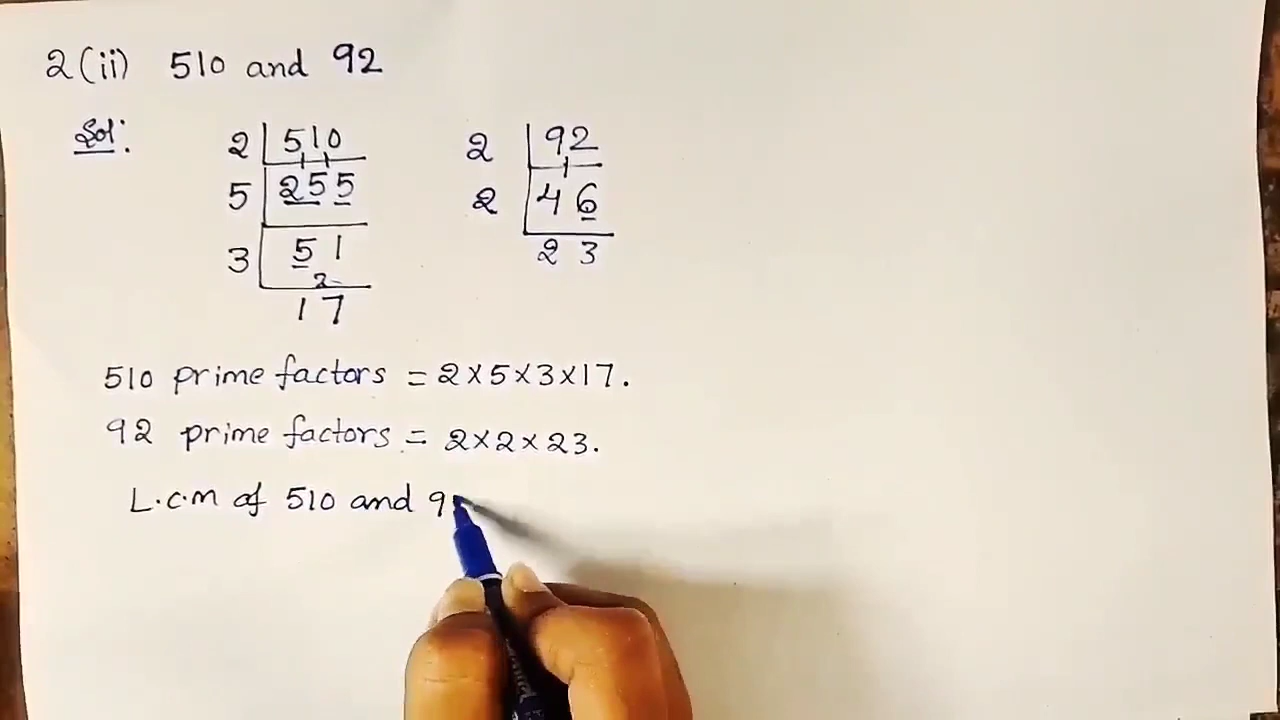 2(ii) 510 and 92
Sol:
2 510
5 255
3 51
2
17
2 92
2 46
23
510 prime factors = 2×5×3×17.
92 prime factors = 2×2×23.
L.c.m of 510 and 9